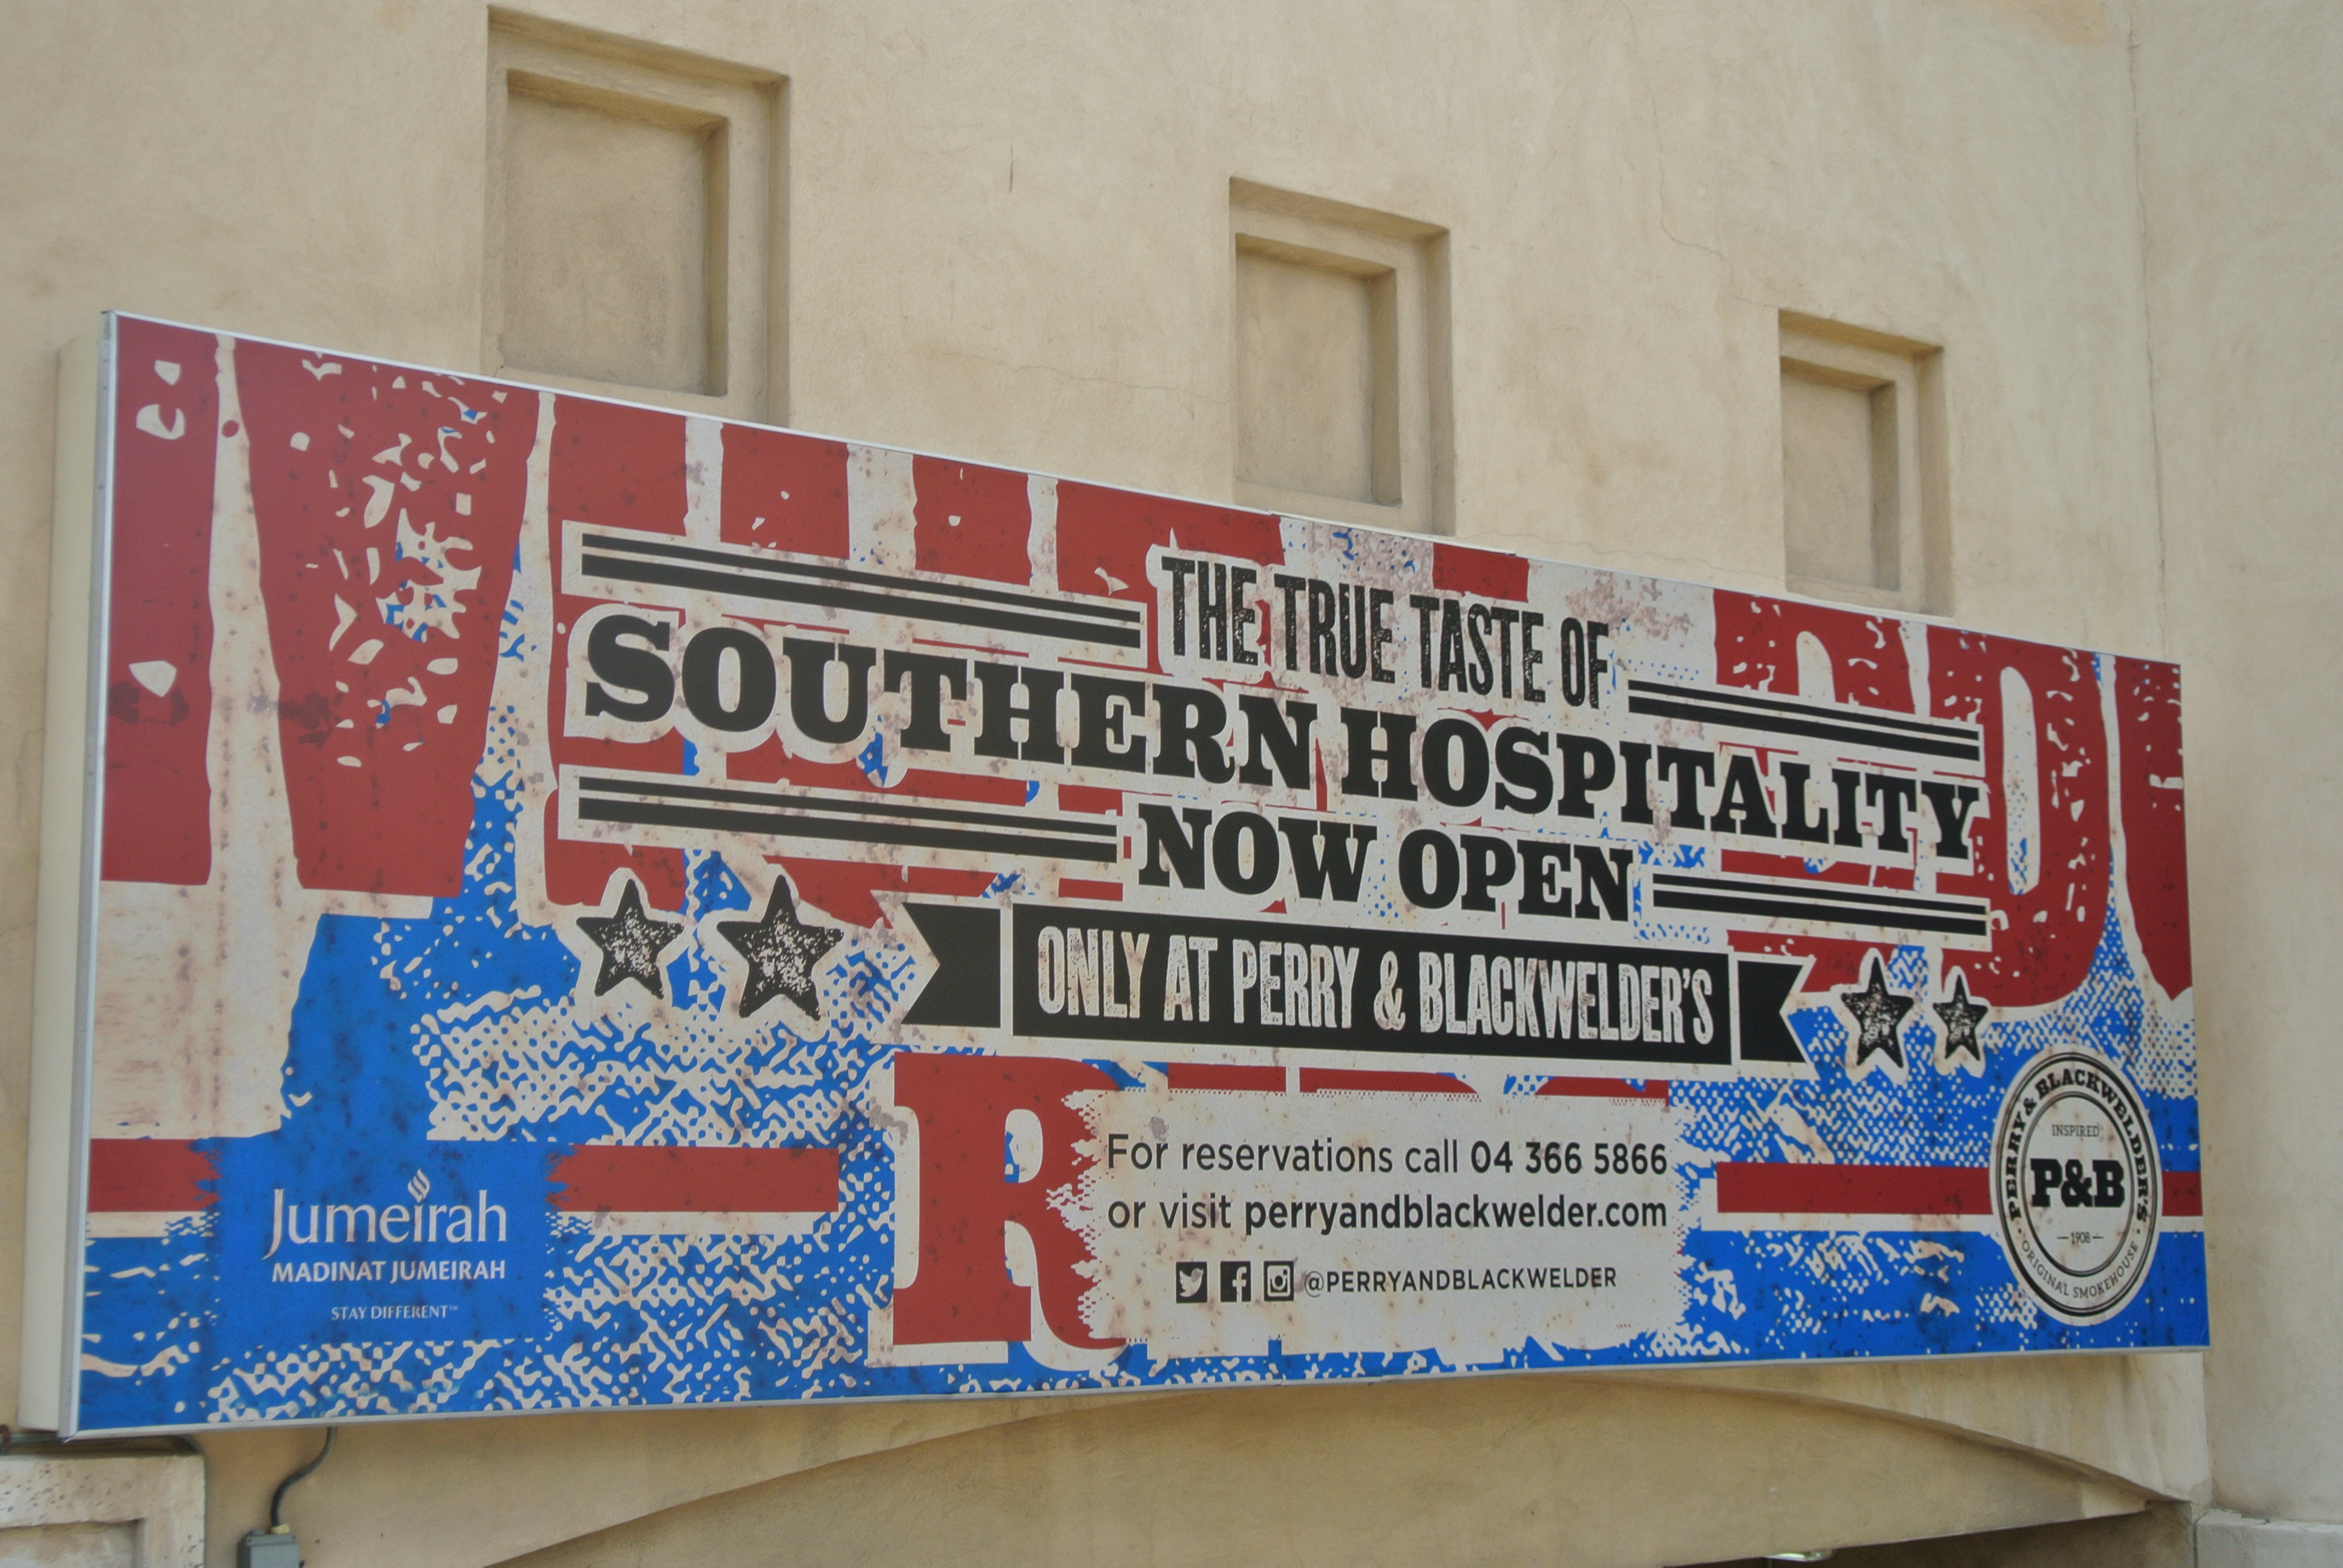 THE TRUE TASTE OF
SOUTHERN HOSPITALITY
NOW OPEN
ONLY AT PERRY & BLACKWELDER'S
For reservations call 04 366 5866
or visit perryandblackwelder.com
@PERRYANDBLACKWELDER
Jumeirah
MADINAT JUMEIRAH
STAY DIFFERENT™
PERRY & BLACKWELDER'S
INSPIRED
P&B
1908
ORIGINAL SMOKEHOUSE